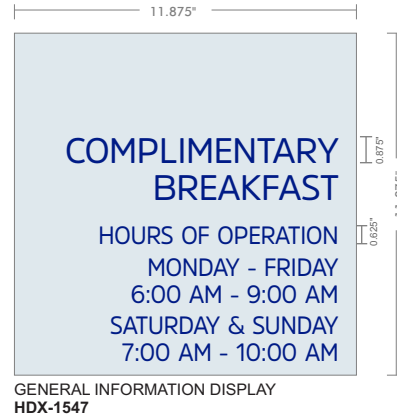 11.875"
COMPLIMENTARY
BREAKFAST
0.875"
HOURS OF OPERATION
0.625"
MONDAY - FRIDAY
6:00 AM - 9:00 AM
SATURDAY & SUNDAY
7:00 AM - 10:00 AM
GENERAL INFORMATION DISPLAY
HDX-1547